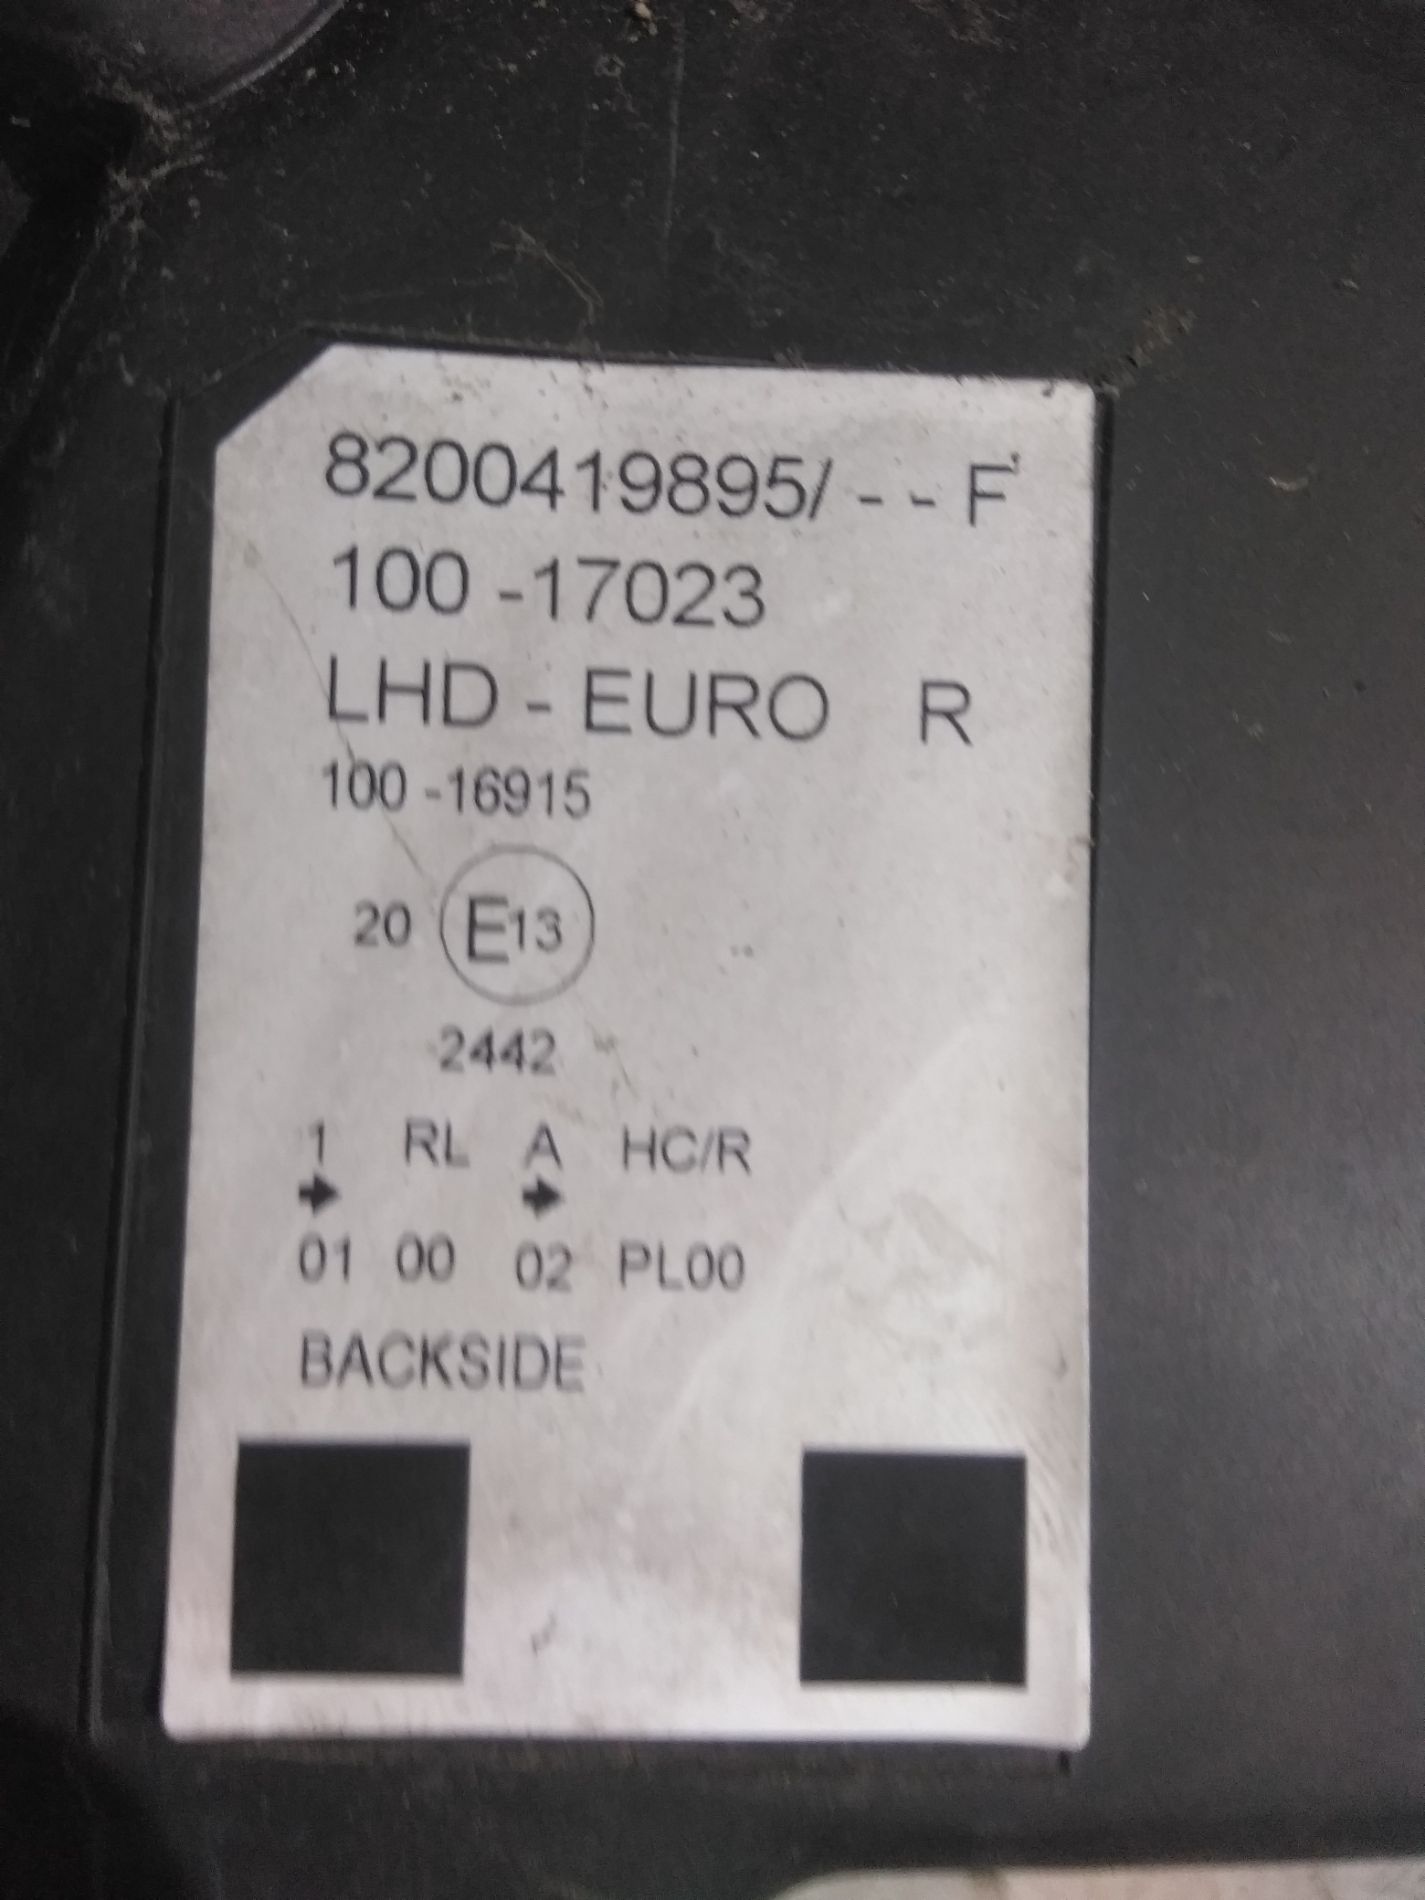 8200419895/ - - F
100 -17023
LHD - EURO R
100 -16915
20 E13
2442
1 RL A HC/R
01 00 02 PL00
BACKSIDE